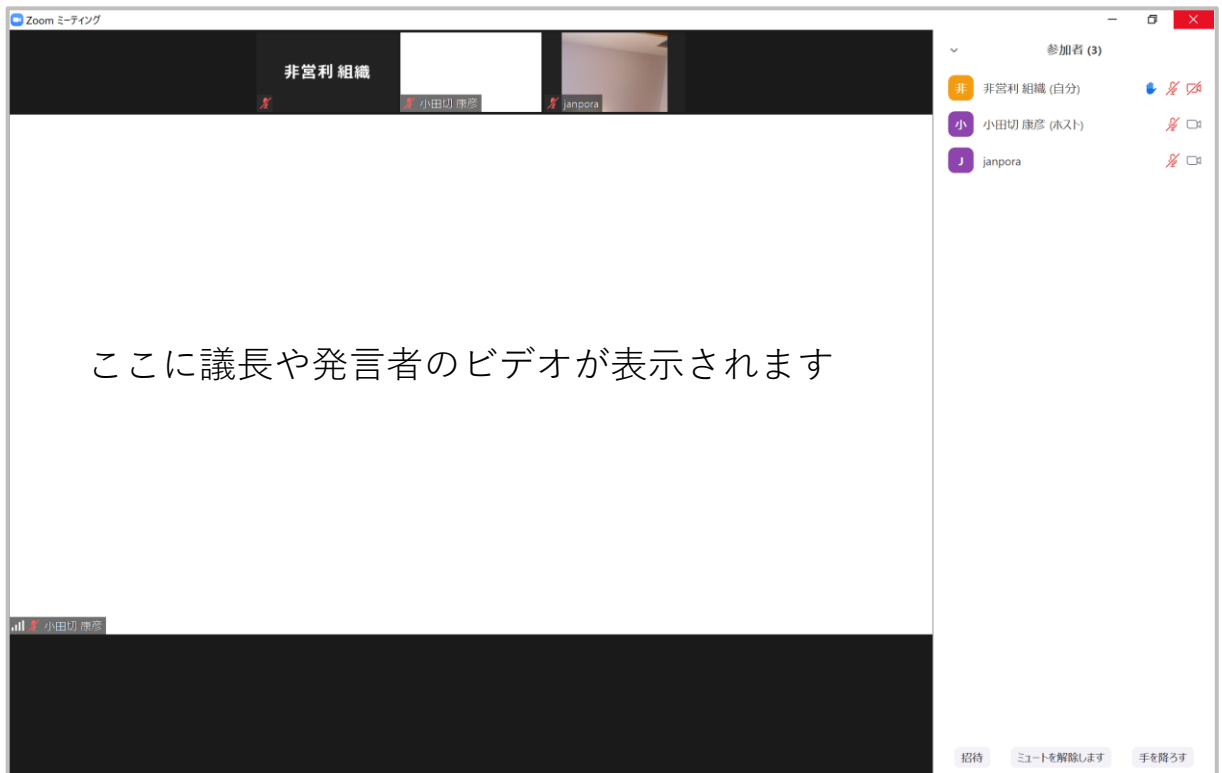 Zoom ミーティング
非営利 組織
小田切 康彦
janpora
ここに議長や発言者のビデオが表示されます
小田切 康彦
参加者 (3)
非 非営利 組織 (自分)
小 小田切 康彦 (ホスト)
J janpora
招待 ミュートを解除します 手を降ろす